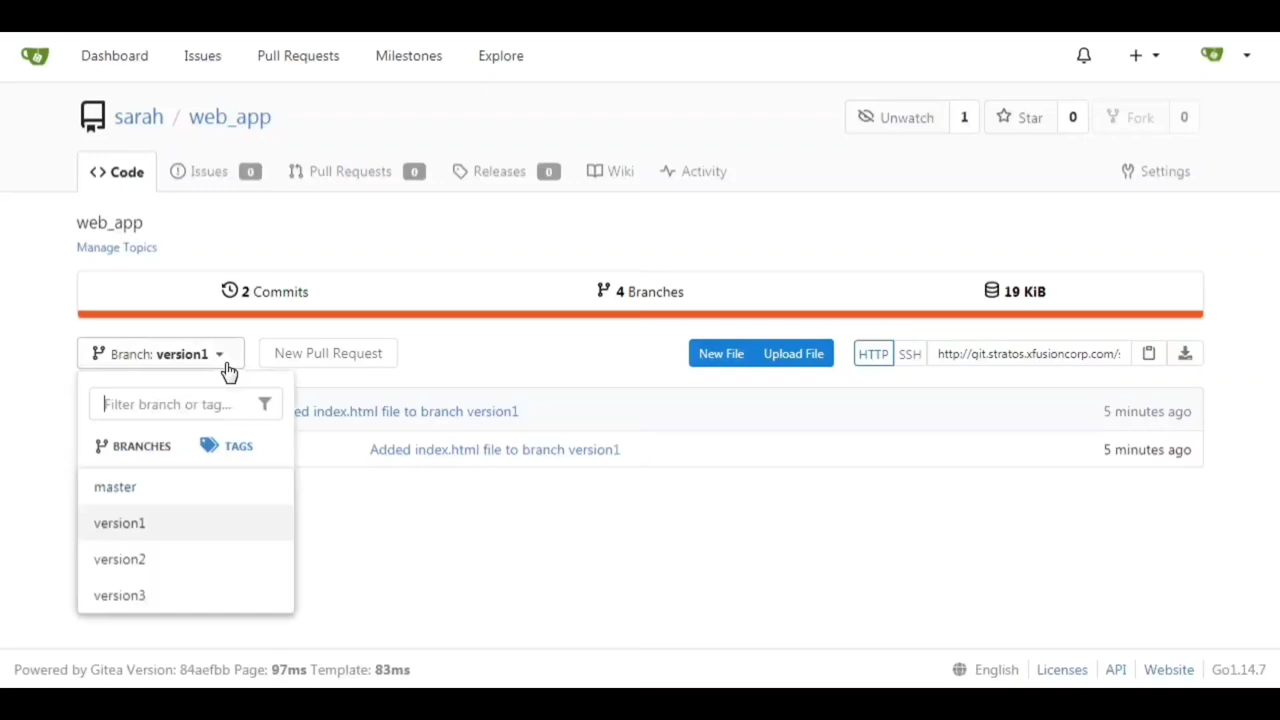 Dashboard Issues Pull Requests Milestones Explore
sarah / web_app Unwatch 1 Star 0 Fork 0
Code Issues 0 Pull Requests 0 Releases 0 Wiki Activity Settings
web_app
Manage Topics
2 Commits 4 Branches 19 KiB
Branch: version1 New Pull Request New File Upload File HTTP SSH http://git.stratos.xfusioncorp.com/:
Filter branch or tag... ed index.html file to branch version1 5 minutes ago
BRANCHES TAGS Added index.html file to branch version1 5 minutes ago
master
version1
version2
version3
Powered by Gitea Version: 84aefbb Page: 97ms Template: 83ms English Licenses API Website Go1.14.7